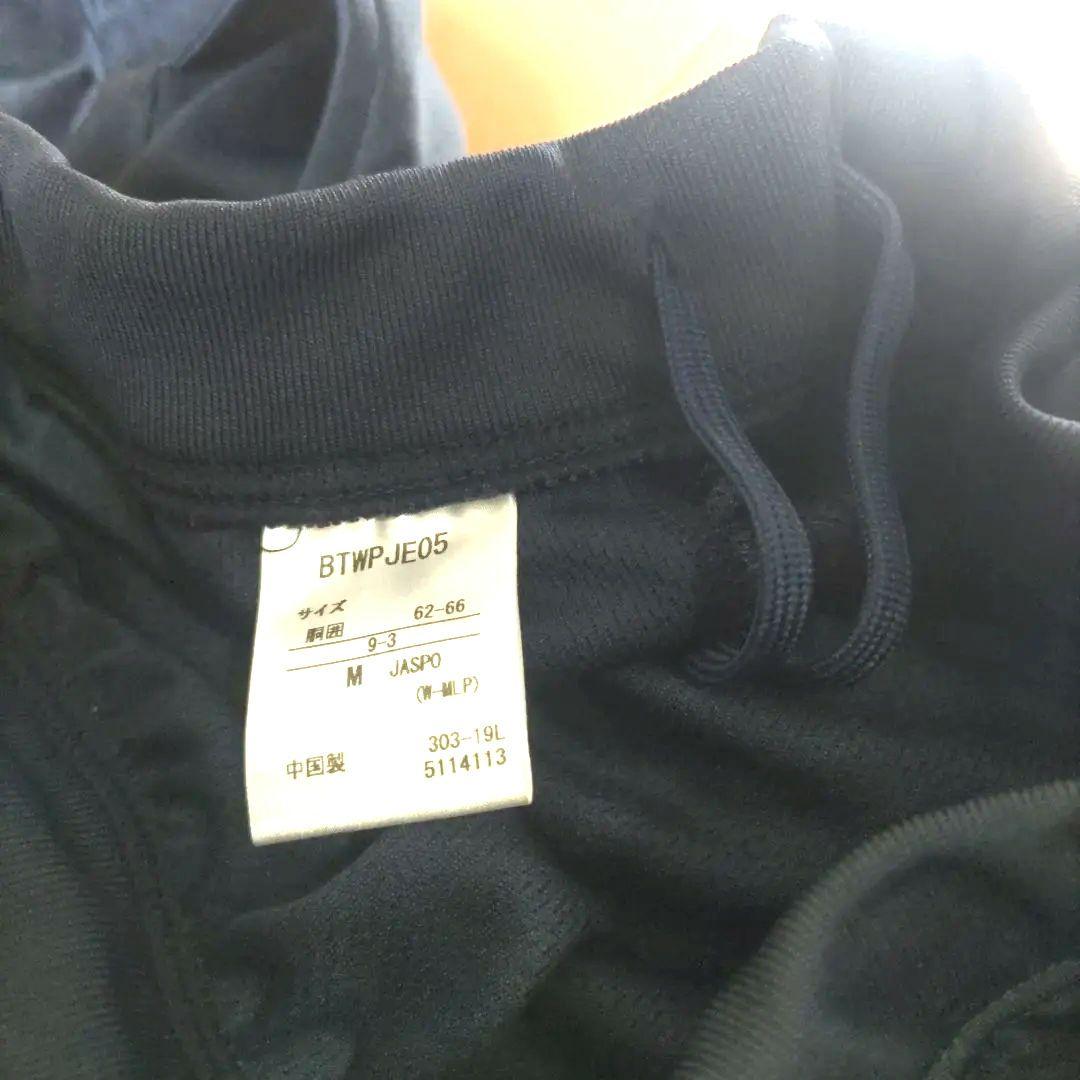 BTWPJE05
サイズ
胴囲 62-66
9-3
M JASPO
(W-MLP)
303-19L
中国製 5114113